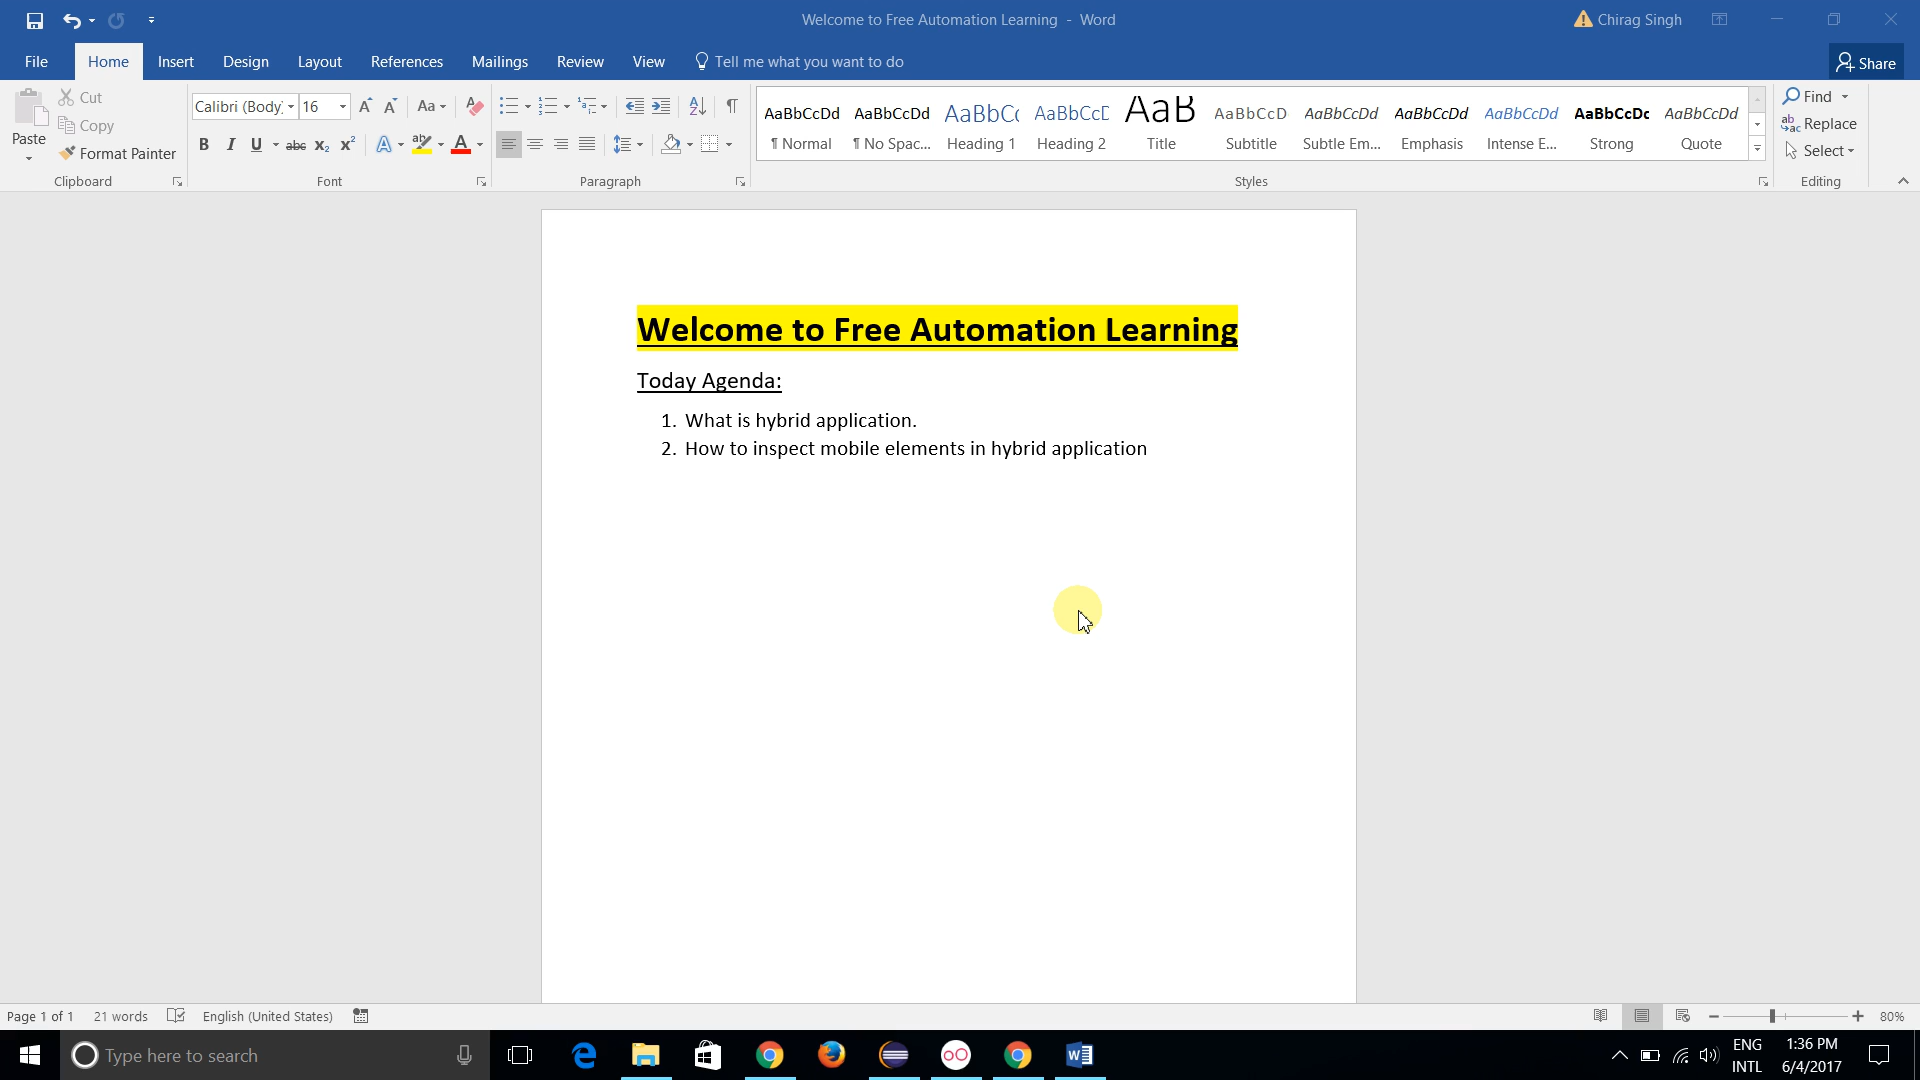 Welcome to Free Automation Learning - Word
Chirag Singh
File Home Insert Design Layout References Mailings Review View Tell me what you want to do Share
Paste
Cut
Copy
Format Painter
Clipboard
Calibri (Body) 16 Aa
B I U abc x₂ x² A ab A
Font
Paragraph
AaBbCcDd AaBbCcDd AaBbCc AaBbCcD AaB AaBbCcD AaBbCcDd AaBbCcDd AaBbCcDd AaBbCcDc AaBbCcDd
¶ Normal ¶ No Spac... Heading 1 Heading 2 Title Subtitle Subtle Em... Emphasis Intense E... Strong Quote
Styles
Find
Replace
Select
Editing
Welcome to Free Automation Learning
Today Agenda:
1. What is hybrid application.
2. How to inspect mobile elements in hybrid application
Page 1 of 1 21 words English (United States) 80%
Type here to search
ENG
INTL
1:36 PM
6/4/2017